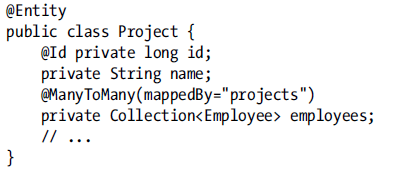 @Entity
public class Project {
    @Id private long id;
    private String name;
    @ManyToMany(mappedBy="projects")
    private Collection<Employee> employees;
    // ...
}